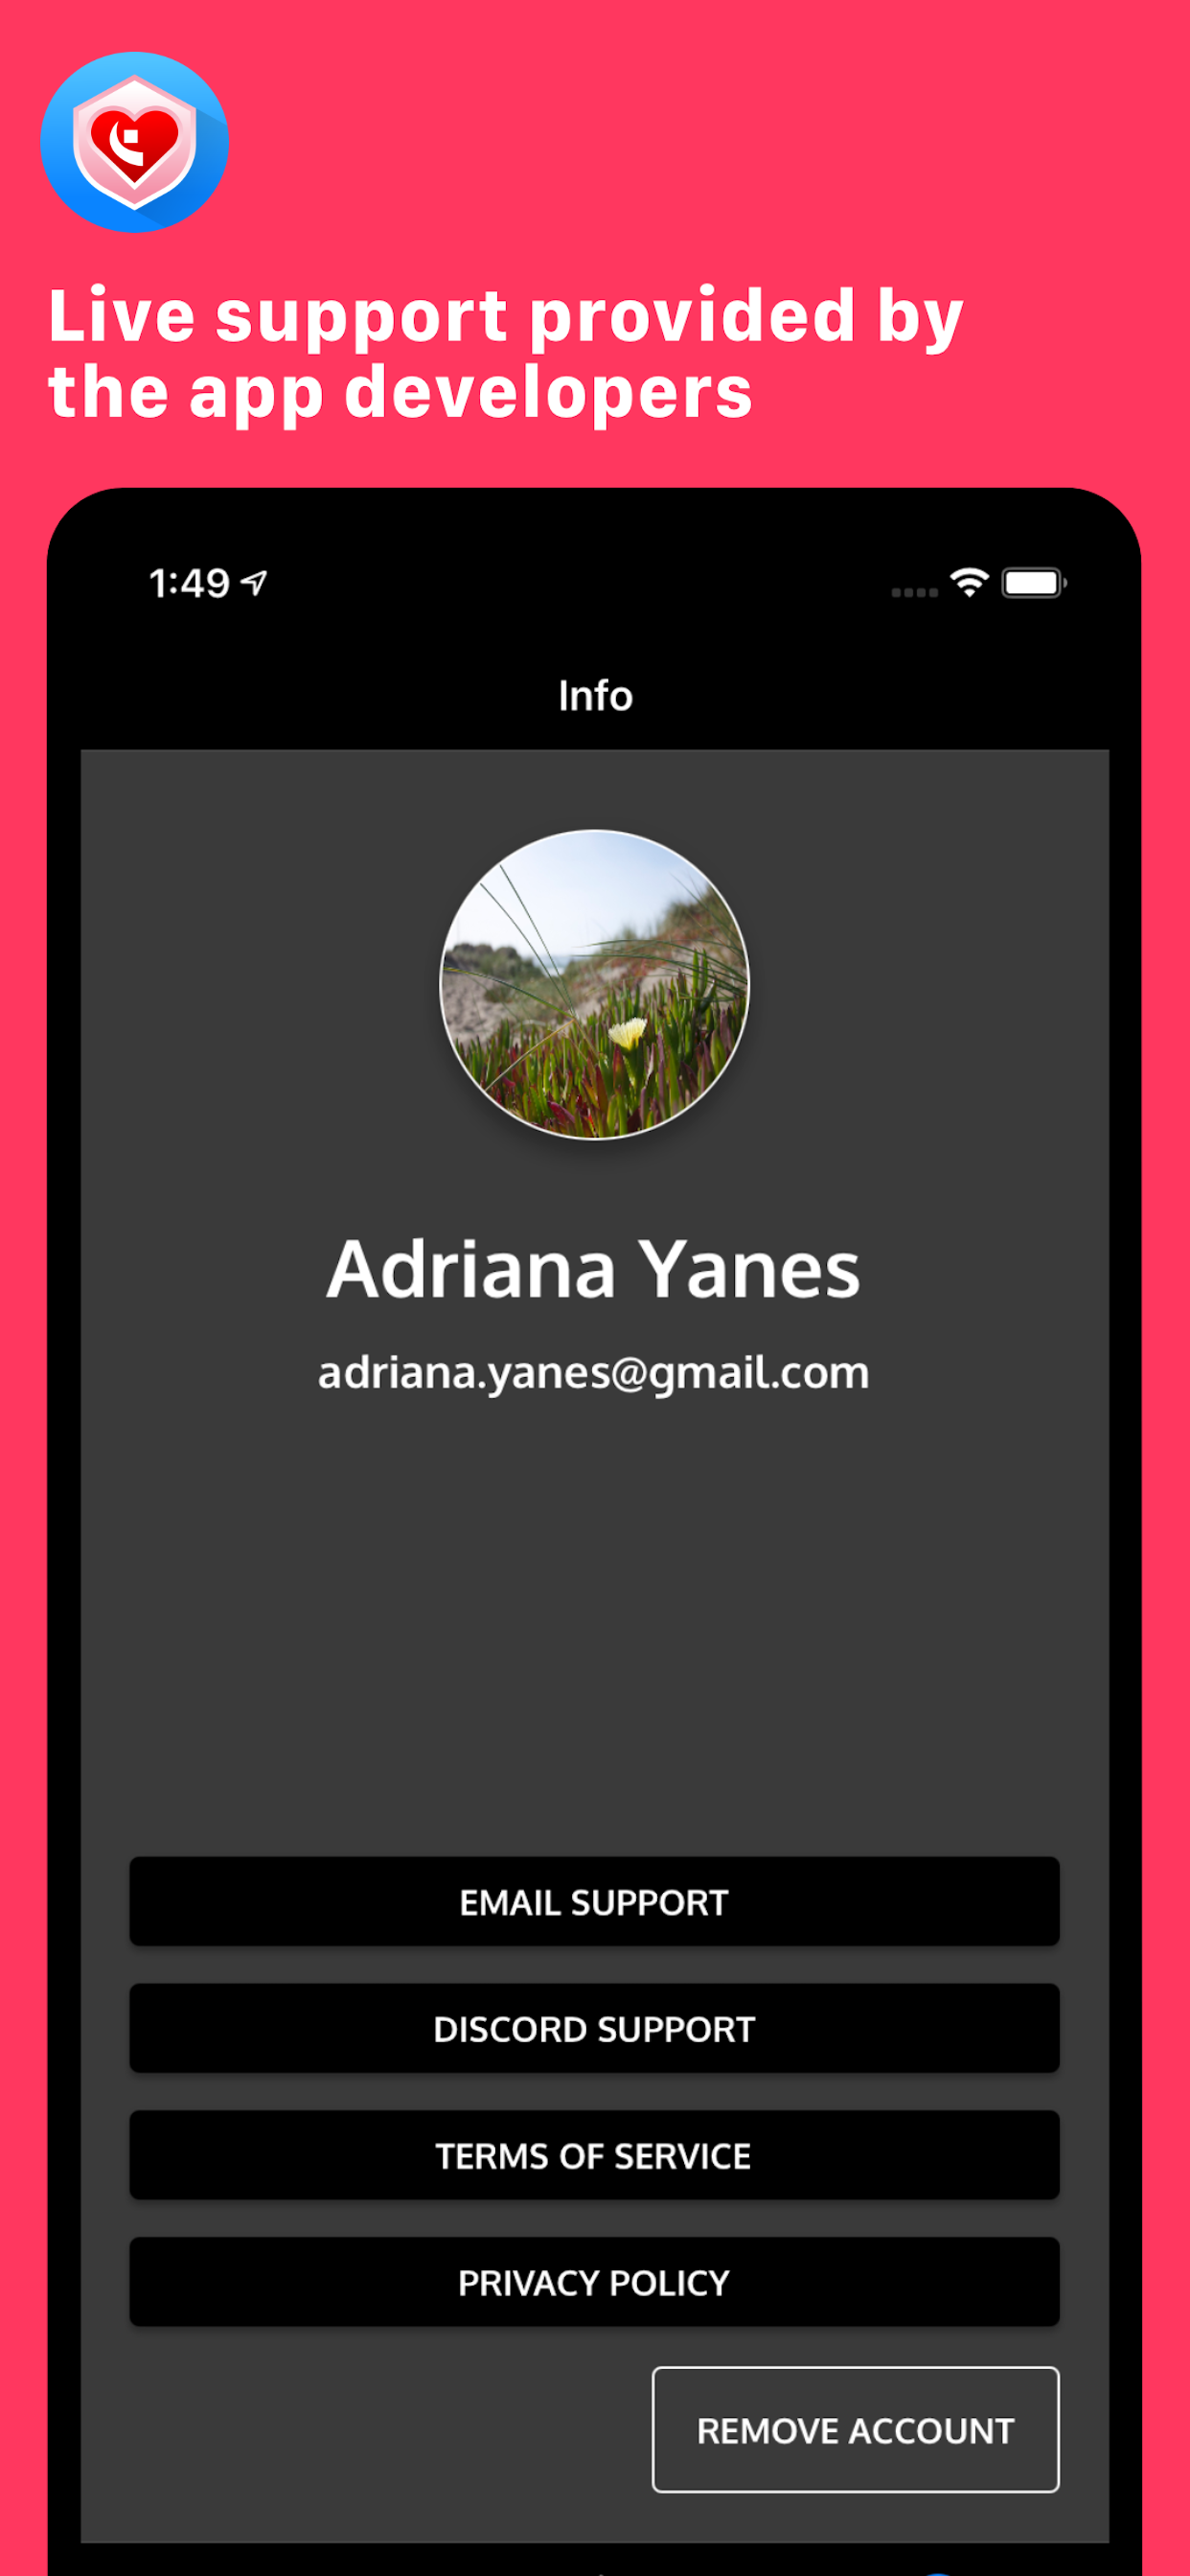 Live support provided by
the app developers
1:49
Info
Adriana Yanes
adriana.yanes@gmail.com
EMAIL SUPPORT
DISCORD SUPPORT
TERMS OF SERVICE
PRIVACY POLICY
REMOVE ACCOUNT